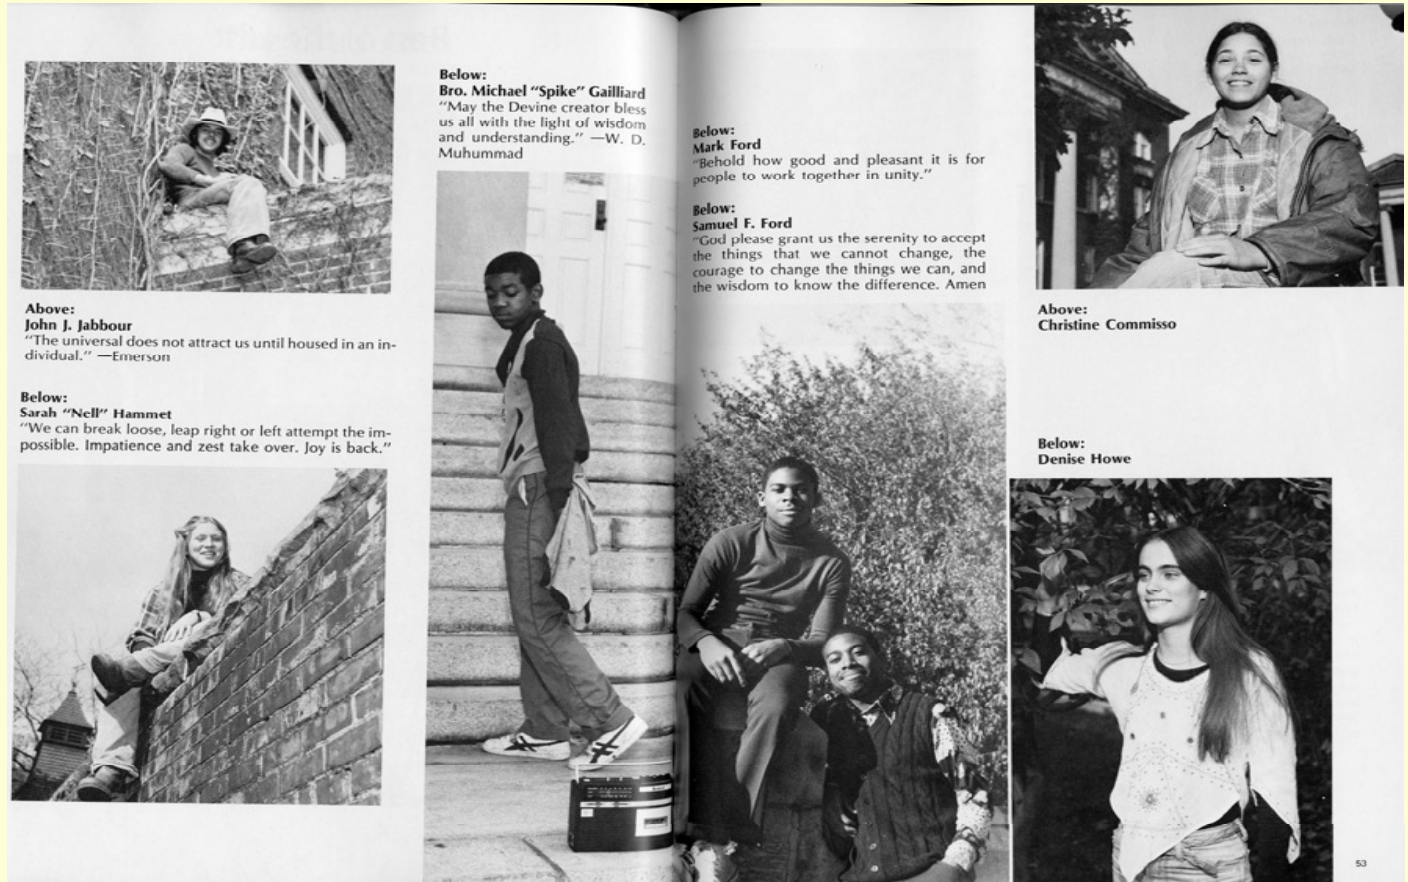 Below:
Bro. Michael “Spike” Gailliard
“May the Devine creator bless
us all with the light of wisdom
and understanding.” —W. D.
Muhummad
Above:
John J. Jabbour
“The universal does not attract us until housed in an in-
dividual.” —Emerson
Below:
Sarah “Nell” Hammet
“We can break loose, leap right or left attempt the im-
possible. Impatience and zest take over. Joy is back.”
Below:
Mark Ford
“Behold how good and pleasant it is for
people to work together in unity.”
Below:
Samuel F. Ford
“God please grant us the serenity to accept
the things that we cannot change, the
courage to change the things we can, and
the wisdom to know the difference. Amen
Above:
Christine Commisso
Below:
Denise Howe
53